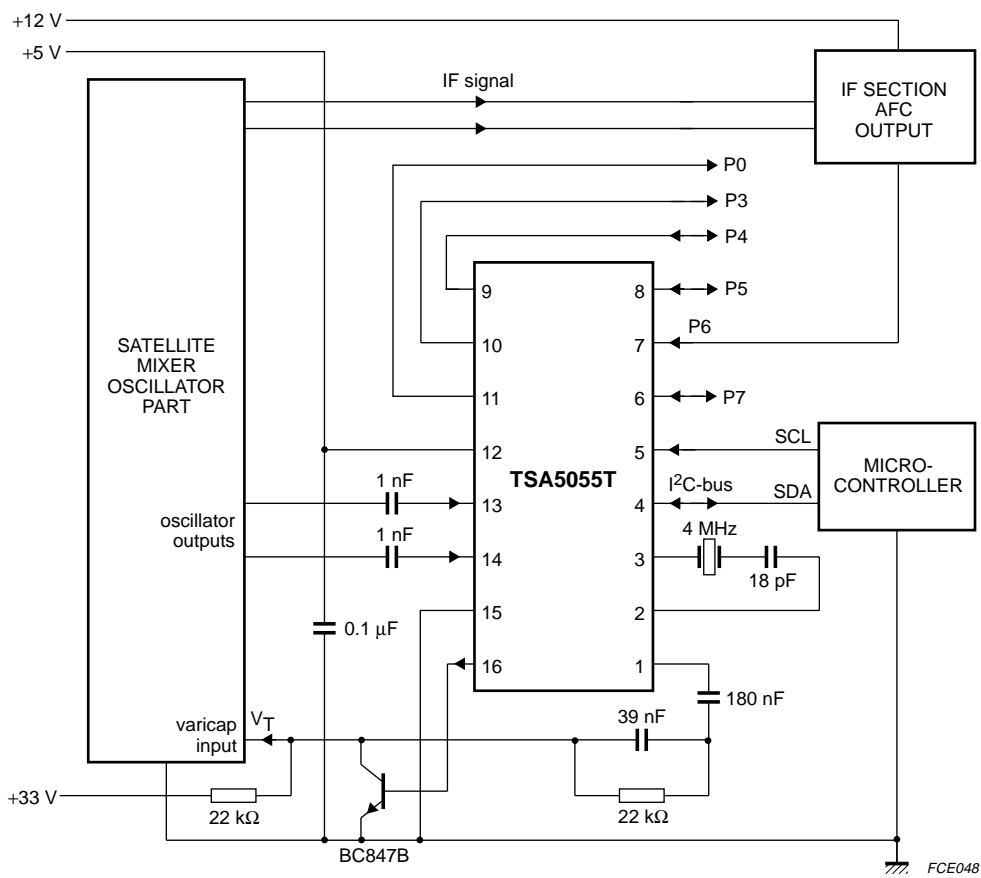 +12 V
+5 V
IF signal
IF SECTION
AFC
OUTPUT
P0
P3
P4
P5
P6
P7
SATELLITE
MIXER
OSCILLATOR
PART
TSA5055T
9
10
11
12
13
14
15
16
8
7
6
5
4
3
2
1
SCL
I²C-bus
SDA
MICRO-
CONTROLLER
1 nF
oscillator
outputs
1 nF
4 MHz
18 pF
0.1 μF
180 nF
39 nF
varicap
input
VT
+33 V
22 kΩ
22 kΩ
BC847B
FCE048